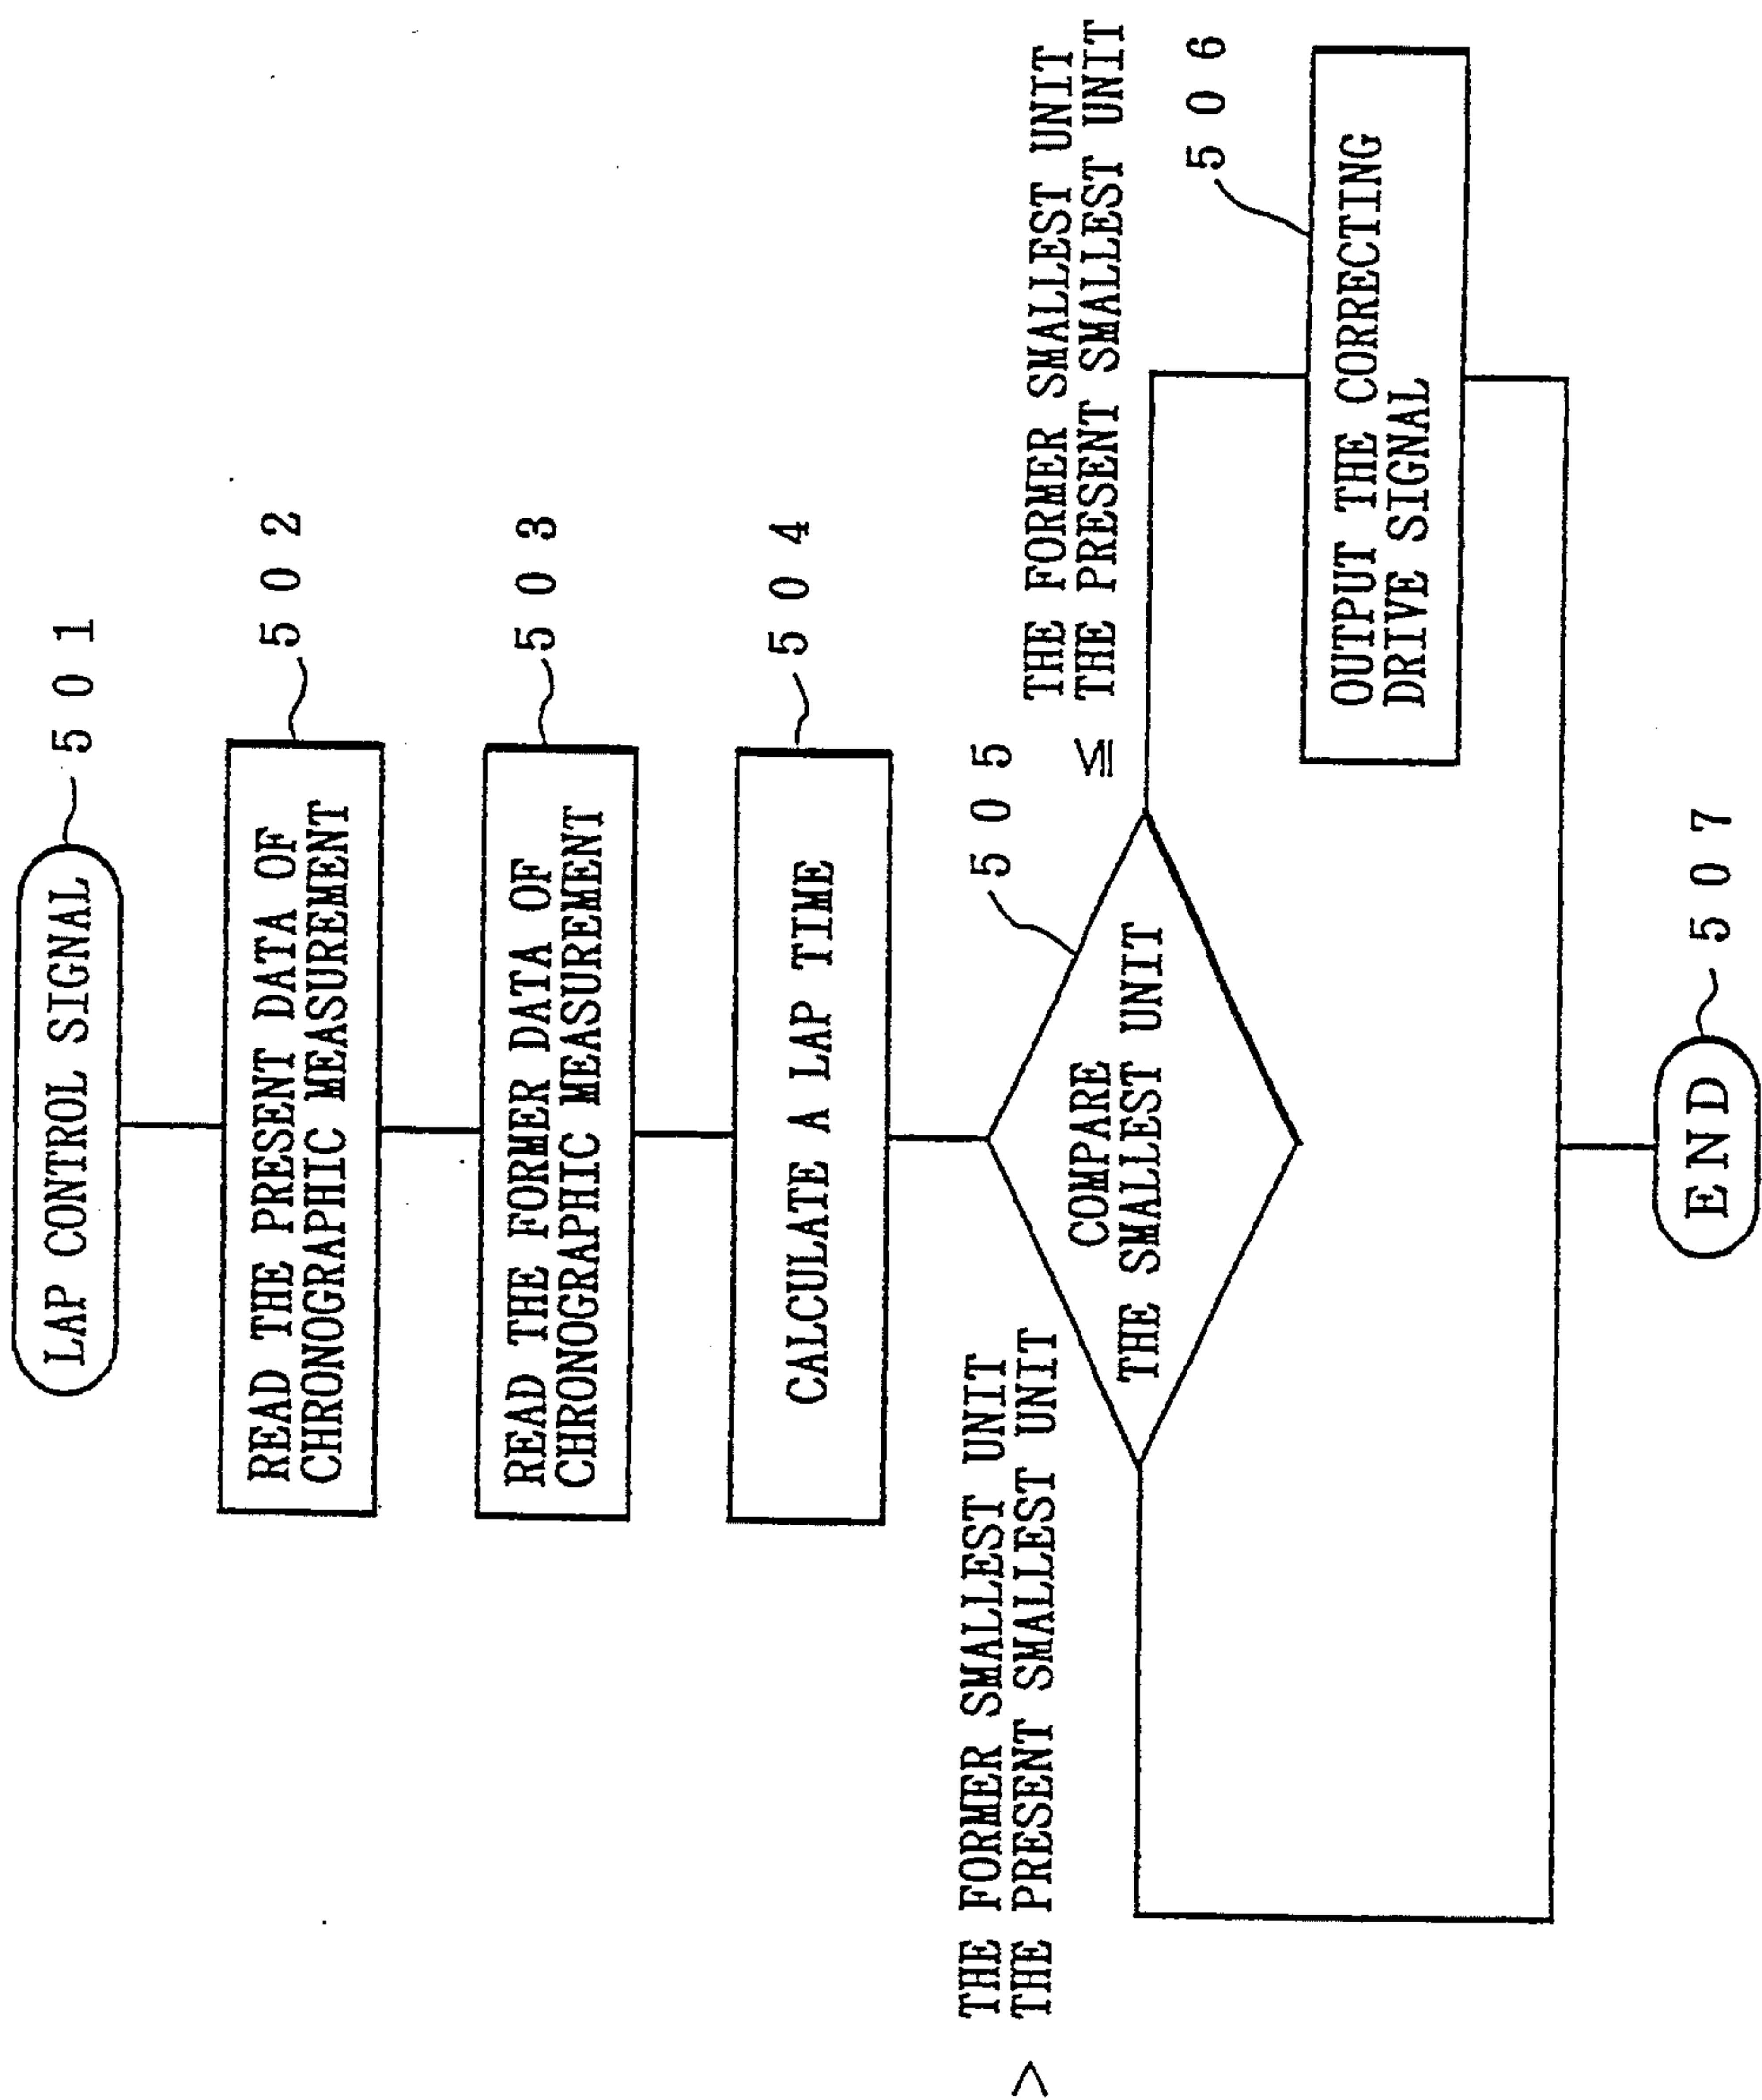 LAP CONTROL SIGNAL
501
READ THE PRESENT DATA OF
CHRONOGRAPHIC MEASUREMENT
502
READ THE FORMER DATA OF
CHRONOGRAPHIC MEASUREMENT
503
CALCULATE A LAP TIME
504
THE FORMER SMALLEST UNIT
> THE PRESENT SMALLEST UNIT
COMPARE
THE SMALLEST UNIT
505
THE FORMER SMALLEST UNIT
≦ THE PRESENT SMALLEST UNIT
OUTPUT THE CORRECTING
DRIVE SIGNAL
506
END
507